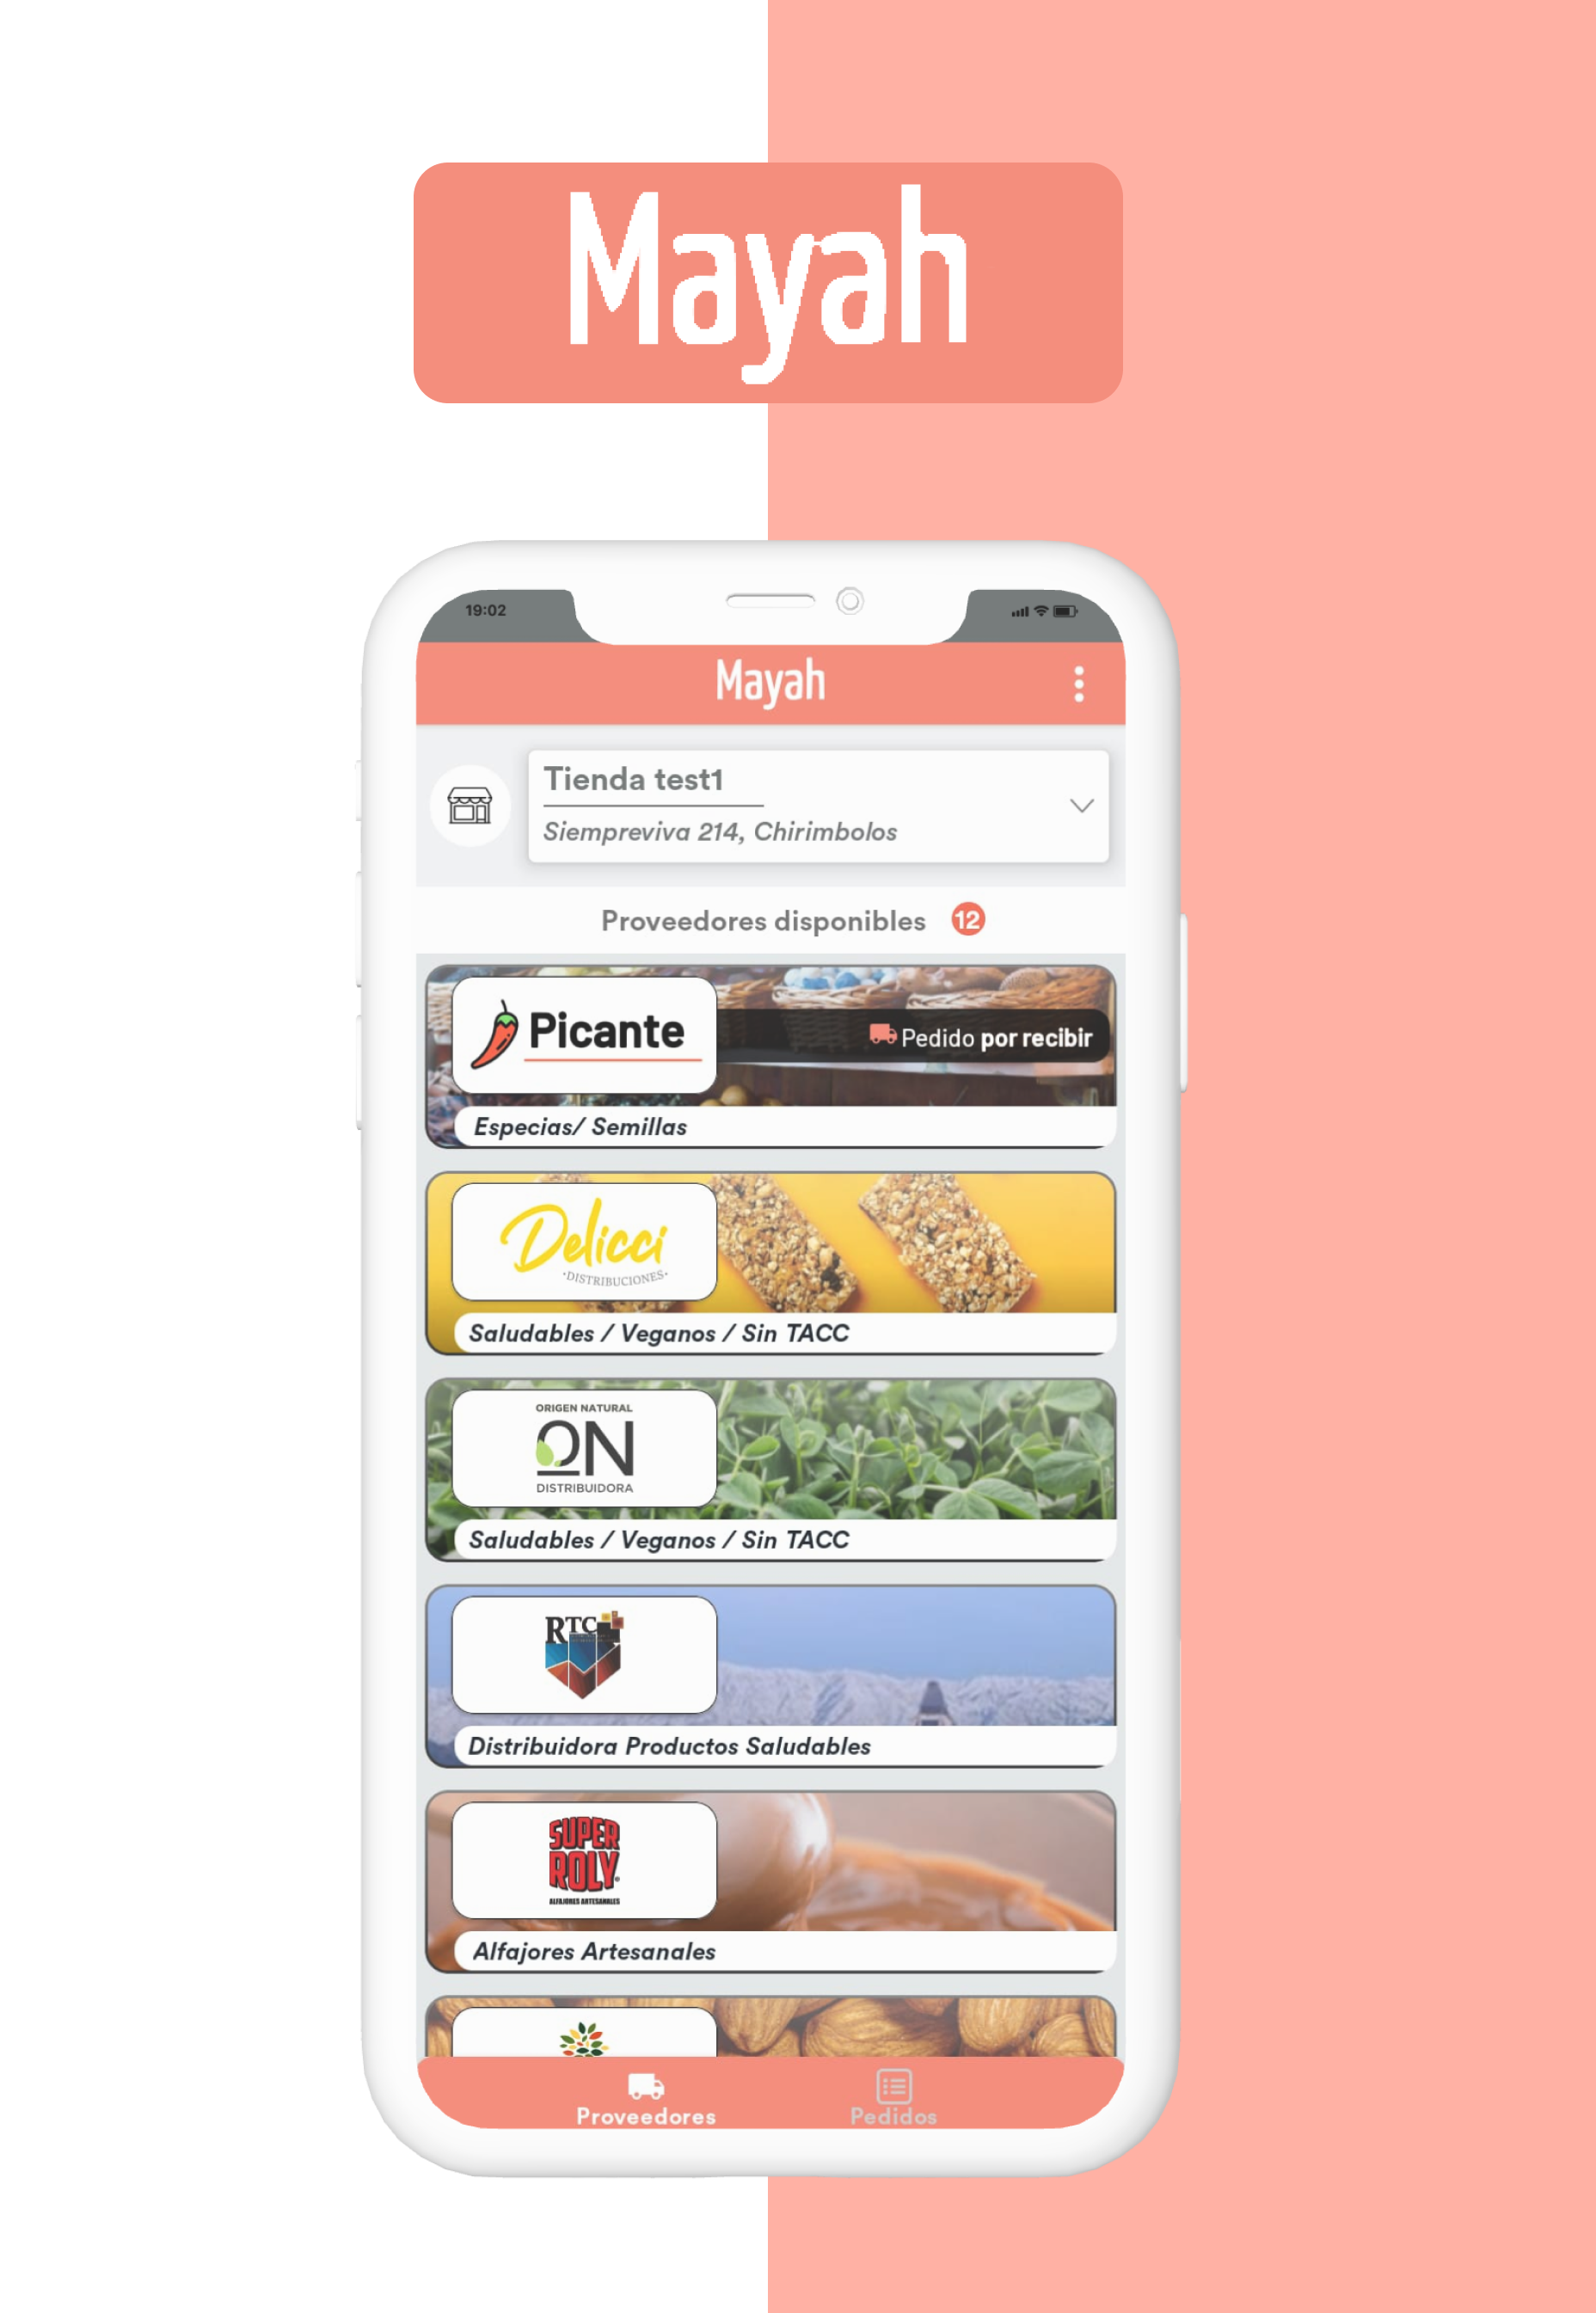 Mayah
19:02
Mayah
Tienda test1
Siempreviva 214, Chirimbolos
Proveedores disponibles 12
Picante
Pedido por recibir
Especias/ Semillas
Delicci
·DISTRIBUCIONES·
Saludables / Veganos / Sin TACC
ORIGEN NATURAL
ON
DISTRIBUIDORA
Saludables / Veganos / Sin TACC
RTC
Distribuidora Productos Saludables
SUPER
ROLY®
ALFAJORES ARTESANALES
Alfajores Artesanales
Proveedores
Pedidos